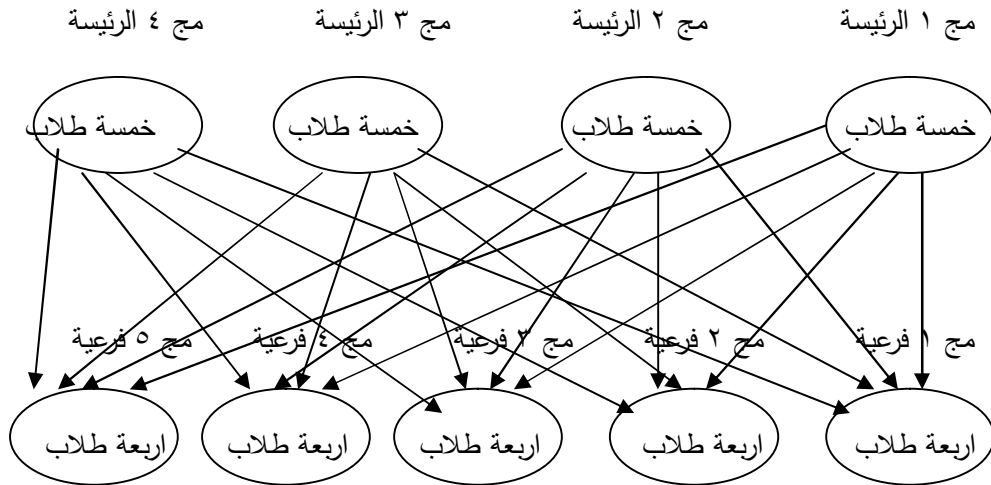 مج ١ الرئيسة مج ٢ الرئيسة مج ٣ الرئيسة مج ٤ الرئيسة
خمسة طلاب خمسة طلاب خمسة طلاب خمسة طلاب
مج ١ فرعية مج ٢ فرعية مج ٣ فرعية مج ٤ فرعية مج ٥ فرعية
اربعة طلاب اربعة طلاب اربعة طلاب اربعة طلاب اربعة طلاب